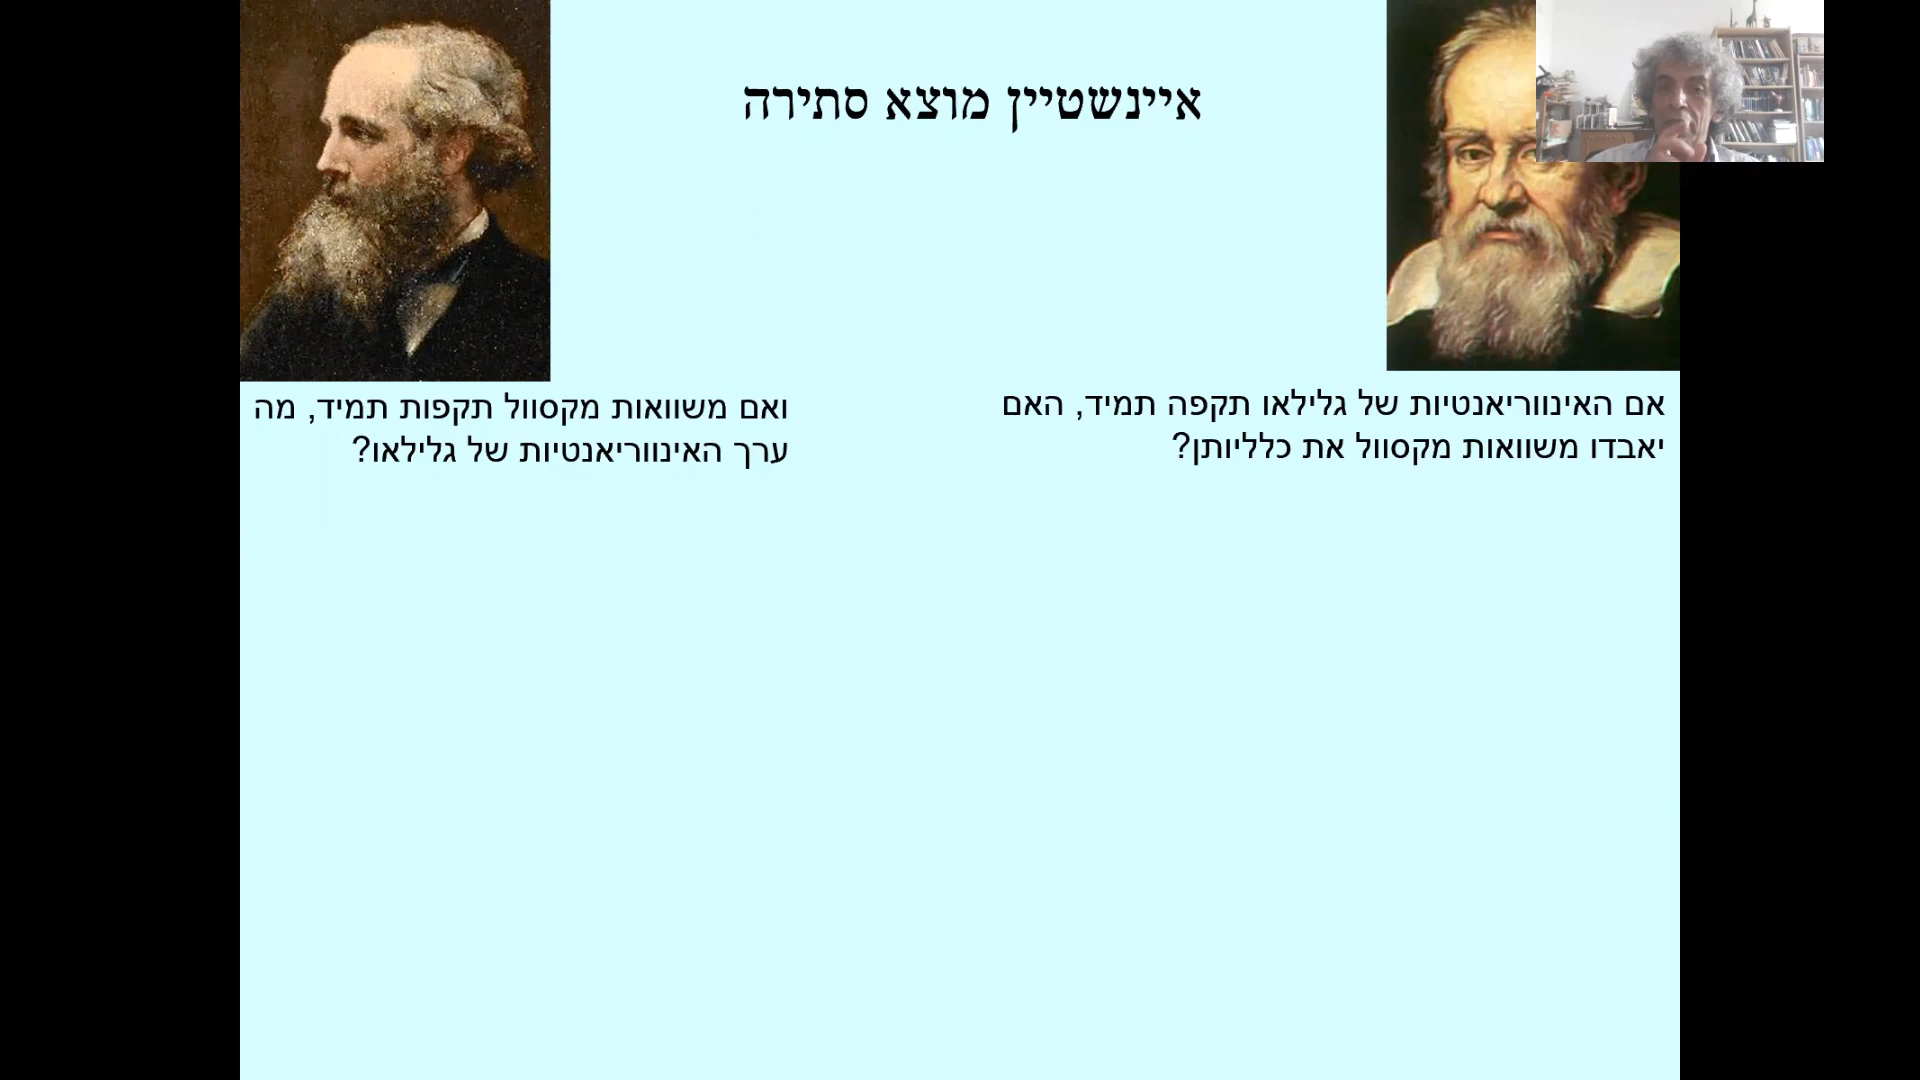 איינשטיין מוצא סתירה
אם האינווריאנטיות של גלילאו תקפה תמיד, האם
יאבדו משוואות מקסוול את כלליותן?
ואם משוואות מקסוול תקפות תמיד, מה
ערך האינווריאנטיות של גלילאו?